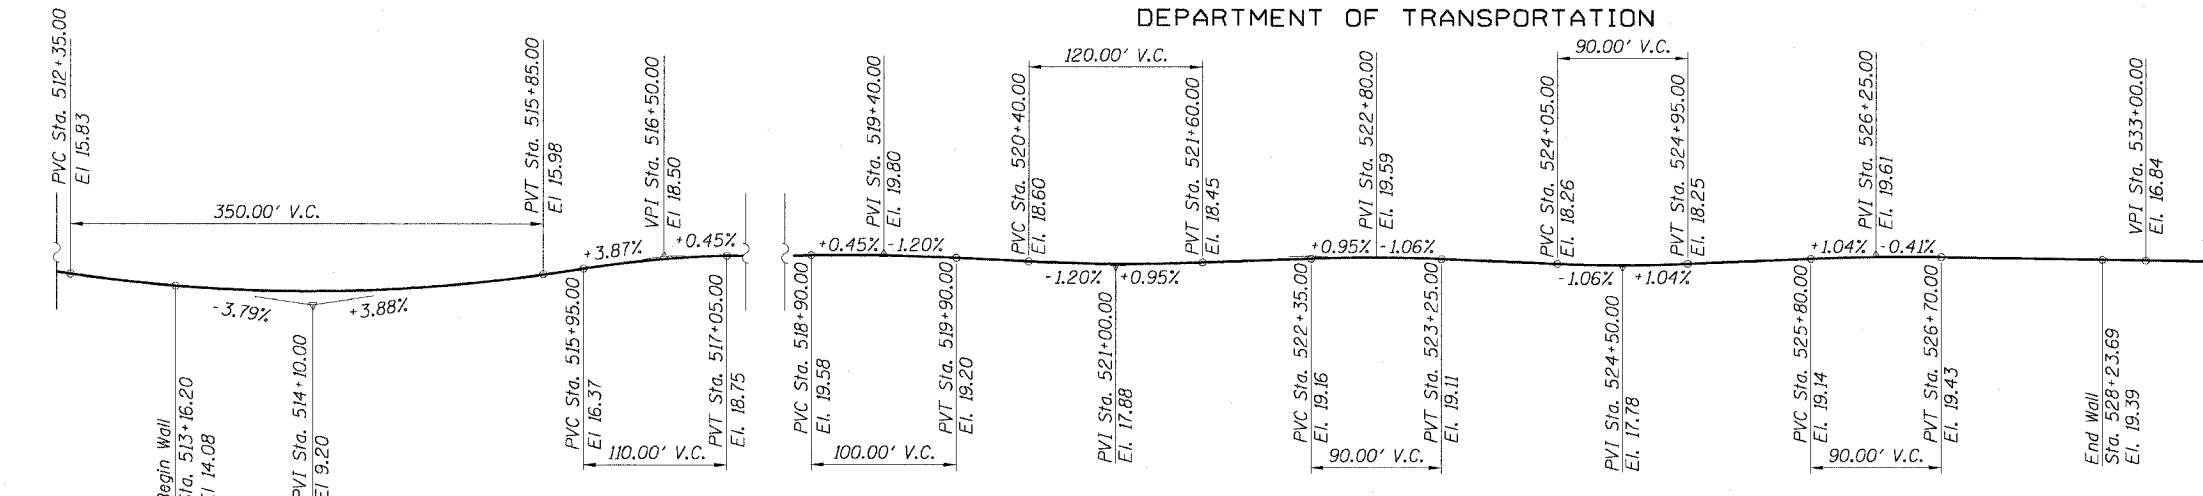 DEPARTMENT OF TRANSPORTATION
PVC Sta. 512+35.00
El 15.83
350.00' V.C.
PVT Sta. 515+85.00
El 15.98
VPI Sta. 516+50.00
El 18.50
+3.87%
+0.45%
-3.79%
+3.88%
Begin Wall
Sta. 513+16.20
El 14.08
PVI Sta. 514+10.00
El 9.20
PVC Sta. 515+95.00
El 16.37
110.00' V.C.
PVT Sta. 517+05.00
El. 18.75
PVI Sta. 519+40.00
El. 19.80
+0.45%
-1.20%
PVC Sta. 518+90.00
El. 19.58
100.00' V.C.
PVT Sta. 519+90.00
El. 19.20
120.00' V.C.
PVC Sta. 520+40.00
El. 18.60
PVT Sta. 521+60.00
El. 18.45
-1.20%
+0.95%
PVI Sta. 521+00.00
El. 17.88
PVI Sta. 522+80.00
El. 19.59
+0.95%
-1.06%
PVC Sta. 522+35.00
El. 19.16
90.00' V.C.
PVT Sta. 523+25.00
El. 19.11
90.00' V.C.
PVC Sta. 524+05.00
El. 18.26
PVT Sta. 524+95.00
El. 18.25
-1.06%
+1.04%
PVI Sta. 524+50.00
El. 17.78
PVI Sta. 526+25.00
El. 19.61
+1.04%
-0.41%
PVC Sta. 525+80.00
El. 19.14
90.00' V.C.
PVT Sta. 526+70.00
El. 19.43
End Wall
Sta. 528+23.69
El. 19.39
VPI Sta. 533+00.00
El. 16.84